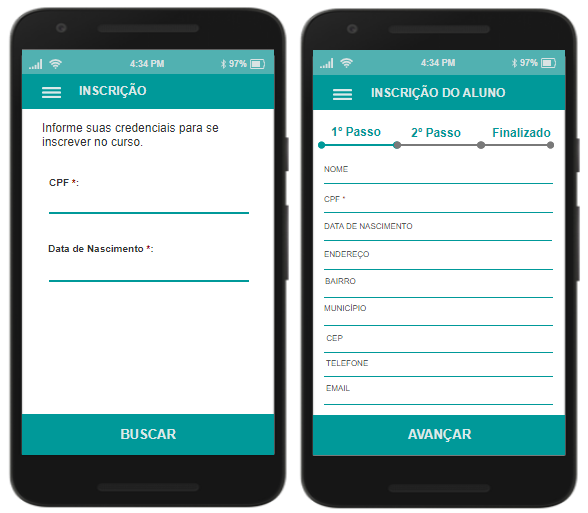 4:34 PM
97%
INSCRIÇÃO
Informe suas credenciais para se
inscrever no curso.
CPF *:
Data de Nascimento *:
BUSCAR
4:34 PM
97%
INSCRIÇÃO DO ALUNO
1º Passo
2º Passo
Finalizado
NOME
CPF *
DATA DE NASCIMENTO
ENDEREÇO
BAIRRO
MUNICÍPIO
CEP
TELEFONE
EMAIL
AVANÇAR